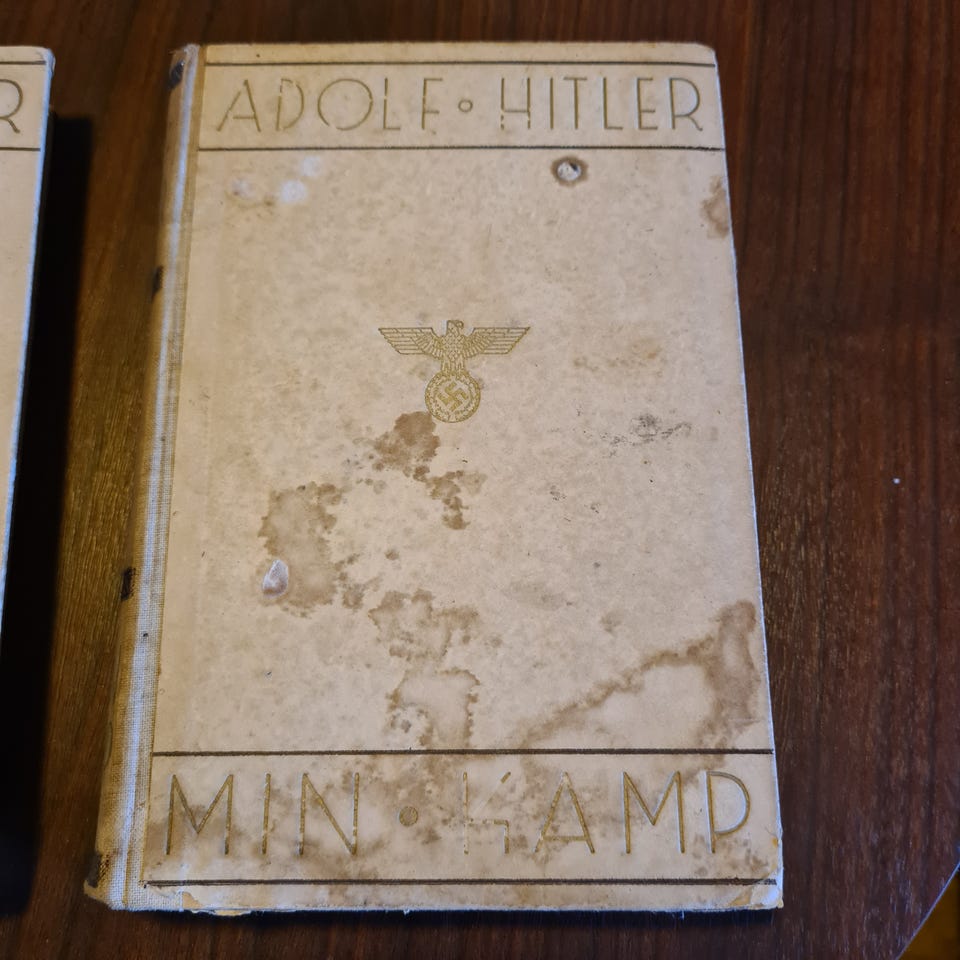 R
ADOLF ∘ HITLER
MIN • KAMP